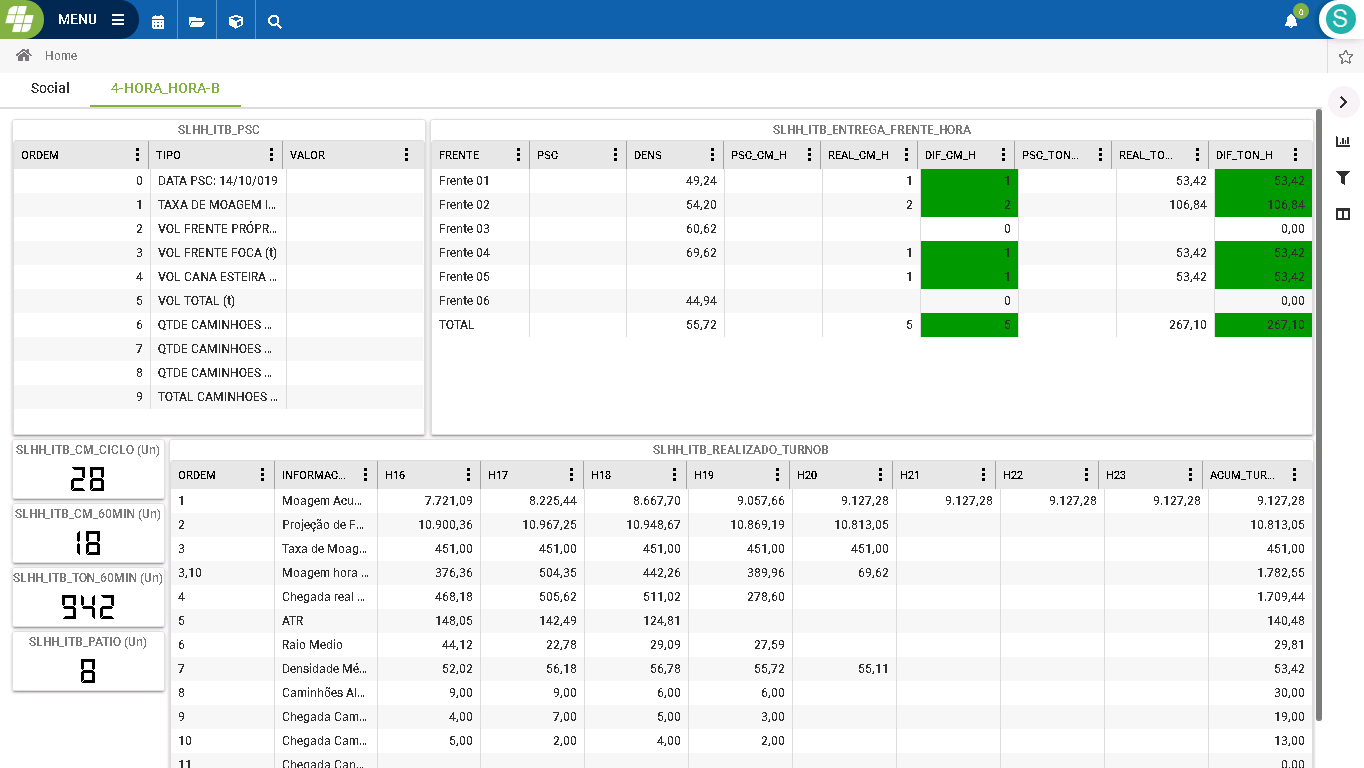 MENU
0
S
Home
Social 4-HORA_HORA-B
SLHH_ITB_PSC
ORDEM TIPO VALOR
0 DATA PSC: 14/10/019
1 TAXA DE MOAGEM I...
2 VOL FRENTE PRÓPR...
3 VOL FRENTE FOCA (t)
4 VOL CANA ESTEIRA ...
5 VOL TOTAL (t)
6 QTDE CAMINHOES ...
7 QTDE CAMINHOES ...
8 QTDE CAMINHOES ...
9 TOTAL CAMINHOES ...
SLHH_ITB_ENTREGA_FRENTE_HORA
FRENTE PSC DENS PSC_CM_H REAL_CM_H DIF_CM_H PSC_TON... REAL_TO... DIF_TON_H
Frente 01 49,24 1 1 53,42 53,42
Frente 02 54,20 2 2 106,84 106,84
Frente 03 60,62 0 0,00
Frente 04 69,62 1 1 53,42 53,42
Frente 05 1 1 53,42 53,42
Frente 06 44,94 0 0,00
TOTAL 55,72 5 5 267,10 267,10
SLHH_ITB_CM_CICLO (Un)
28
SLHH_ITB_CM_60MIN (Un)
18
SLHH_ITB_TON_60MIN (Un)
942
SLHH_ITB_PATIO (Un)
8
SLHH_ITB_REALIZADO_TURNOB
ORDEM INFORMAC... H16 H17 H18 H19 H20 H21 H22 H23 ACUM_TUR...
1 Moagem Acu... 7.721,09 8.225,44 8.667,70 9.057,66 9.127,28 9.127,28 9.127,28 9.127,28 9.127,28
2 Projeção de F... 10.900,36 10.967,25 10.948,67 10.869,19 10.813,05 10.813,05
3 Taxa de Moag... 451,00 451,00 451,00 451,00 451,00 451,00
3,10 Moagem hora ... 376,36 504,35 442,26 389,96 69,62 1.782,55
4 Chegada real ... 468,18 505,62 511,02 278,60 1.709,44
5 ATR 148,05 142,49 124,81 140,48
6 Raio Medio 44,12 22,78 29,09 27,59 29,81
7 Densidade Mé... 52,02 56,18 56,78 55,72 55,11 53,42
8 Caminhões Al... 9,00 9,00 6,00 6,00 30,00
9 Chegada Cam... 4,00 7,00 5,00 3,00 19,00
10 Chegada Cam... 5,00 2,00 4,00 2,00 13,00
11 Chegada Can... 0,00